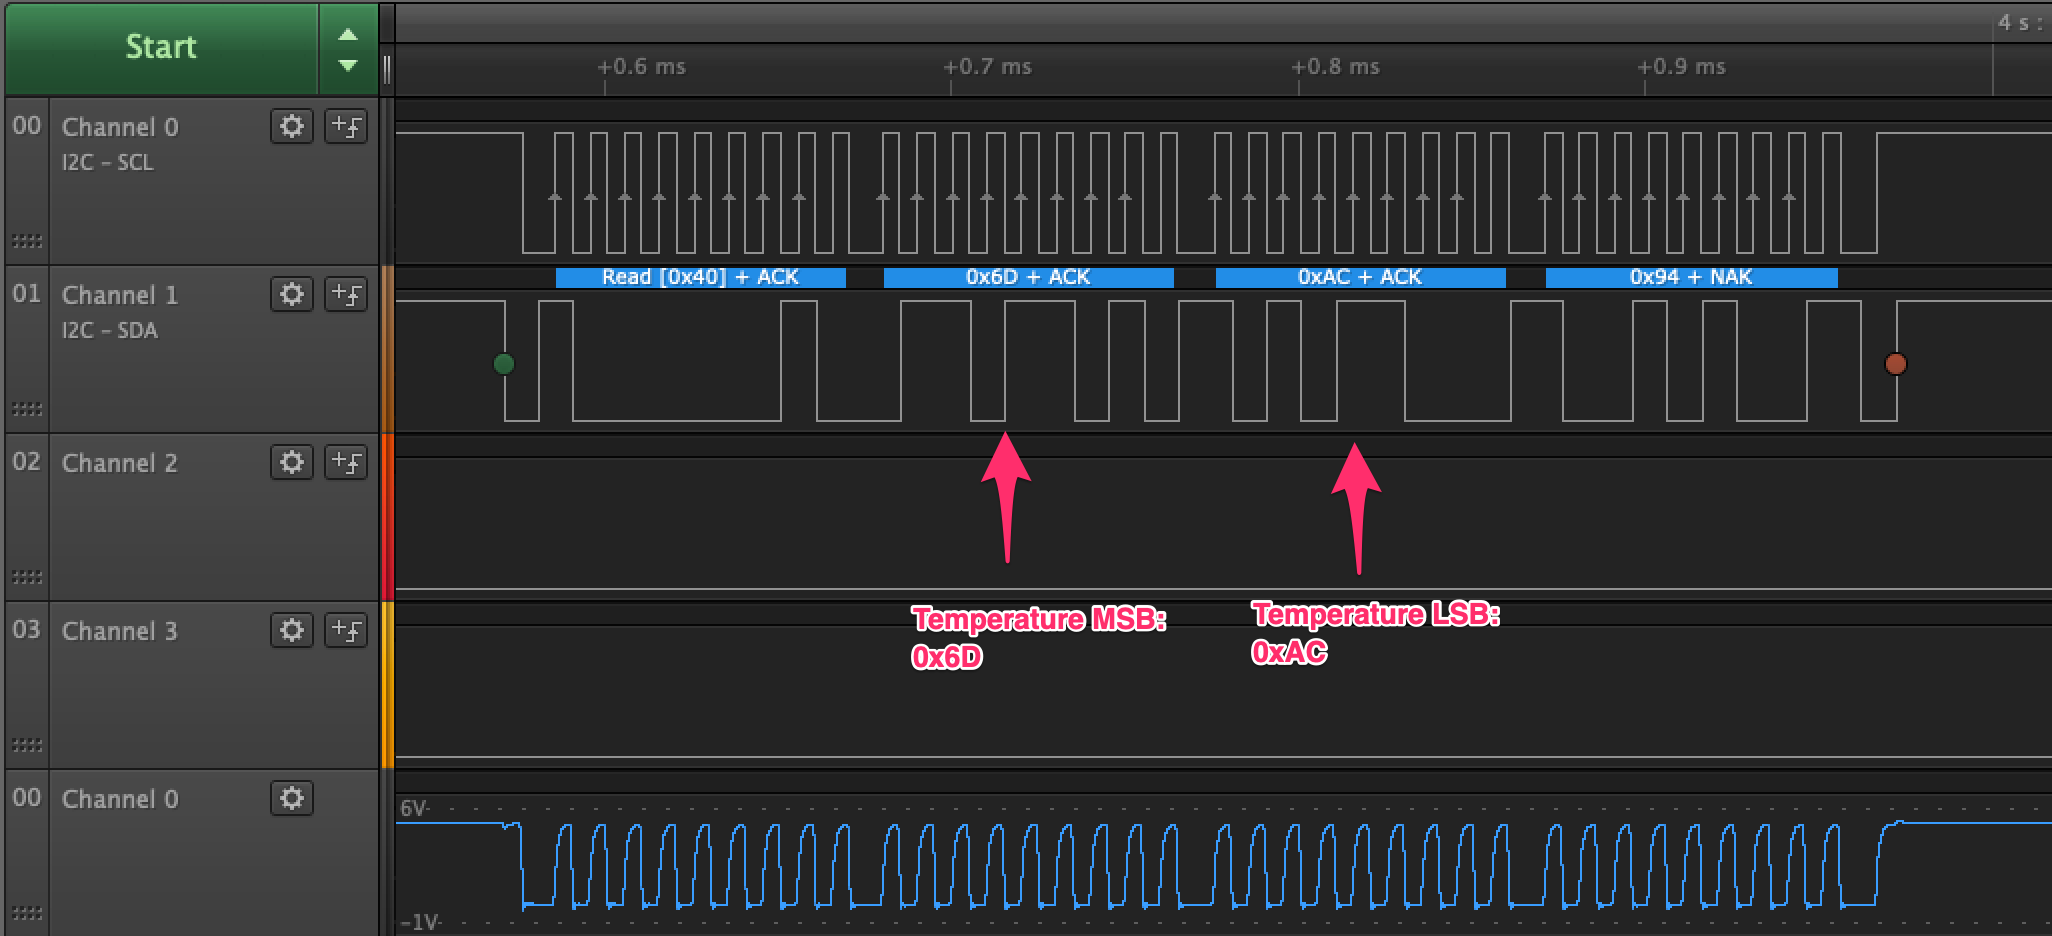 Start
4 s :
+0.6 ms
+0.7 ms
+0.8 ms
+0.9 ms
00
Channel 0
I2C – SCL
01
Channel 1
I2C – SDA
Read [0x40] + ACK
0x6D + ACK
0xAC + ACK
0x94 + NAK
02
Channel 2
03
Channel 3
Temperature MSB:
0x6D
Temperature LSB:
0xAC
00
Channel 0
6V
-1V